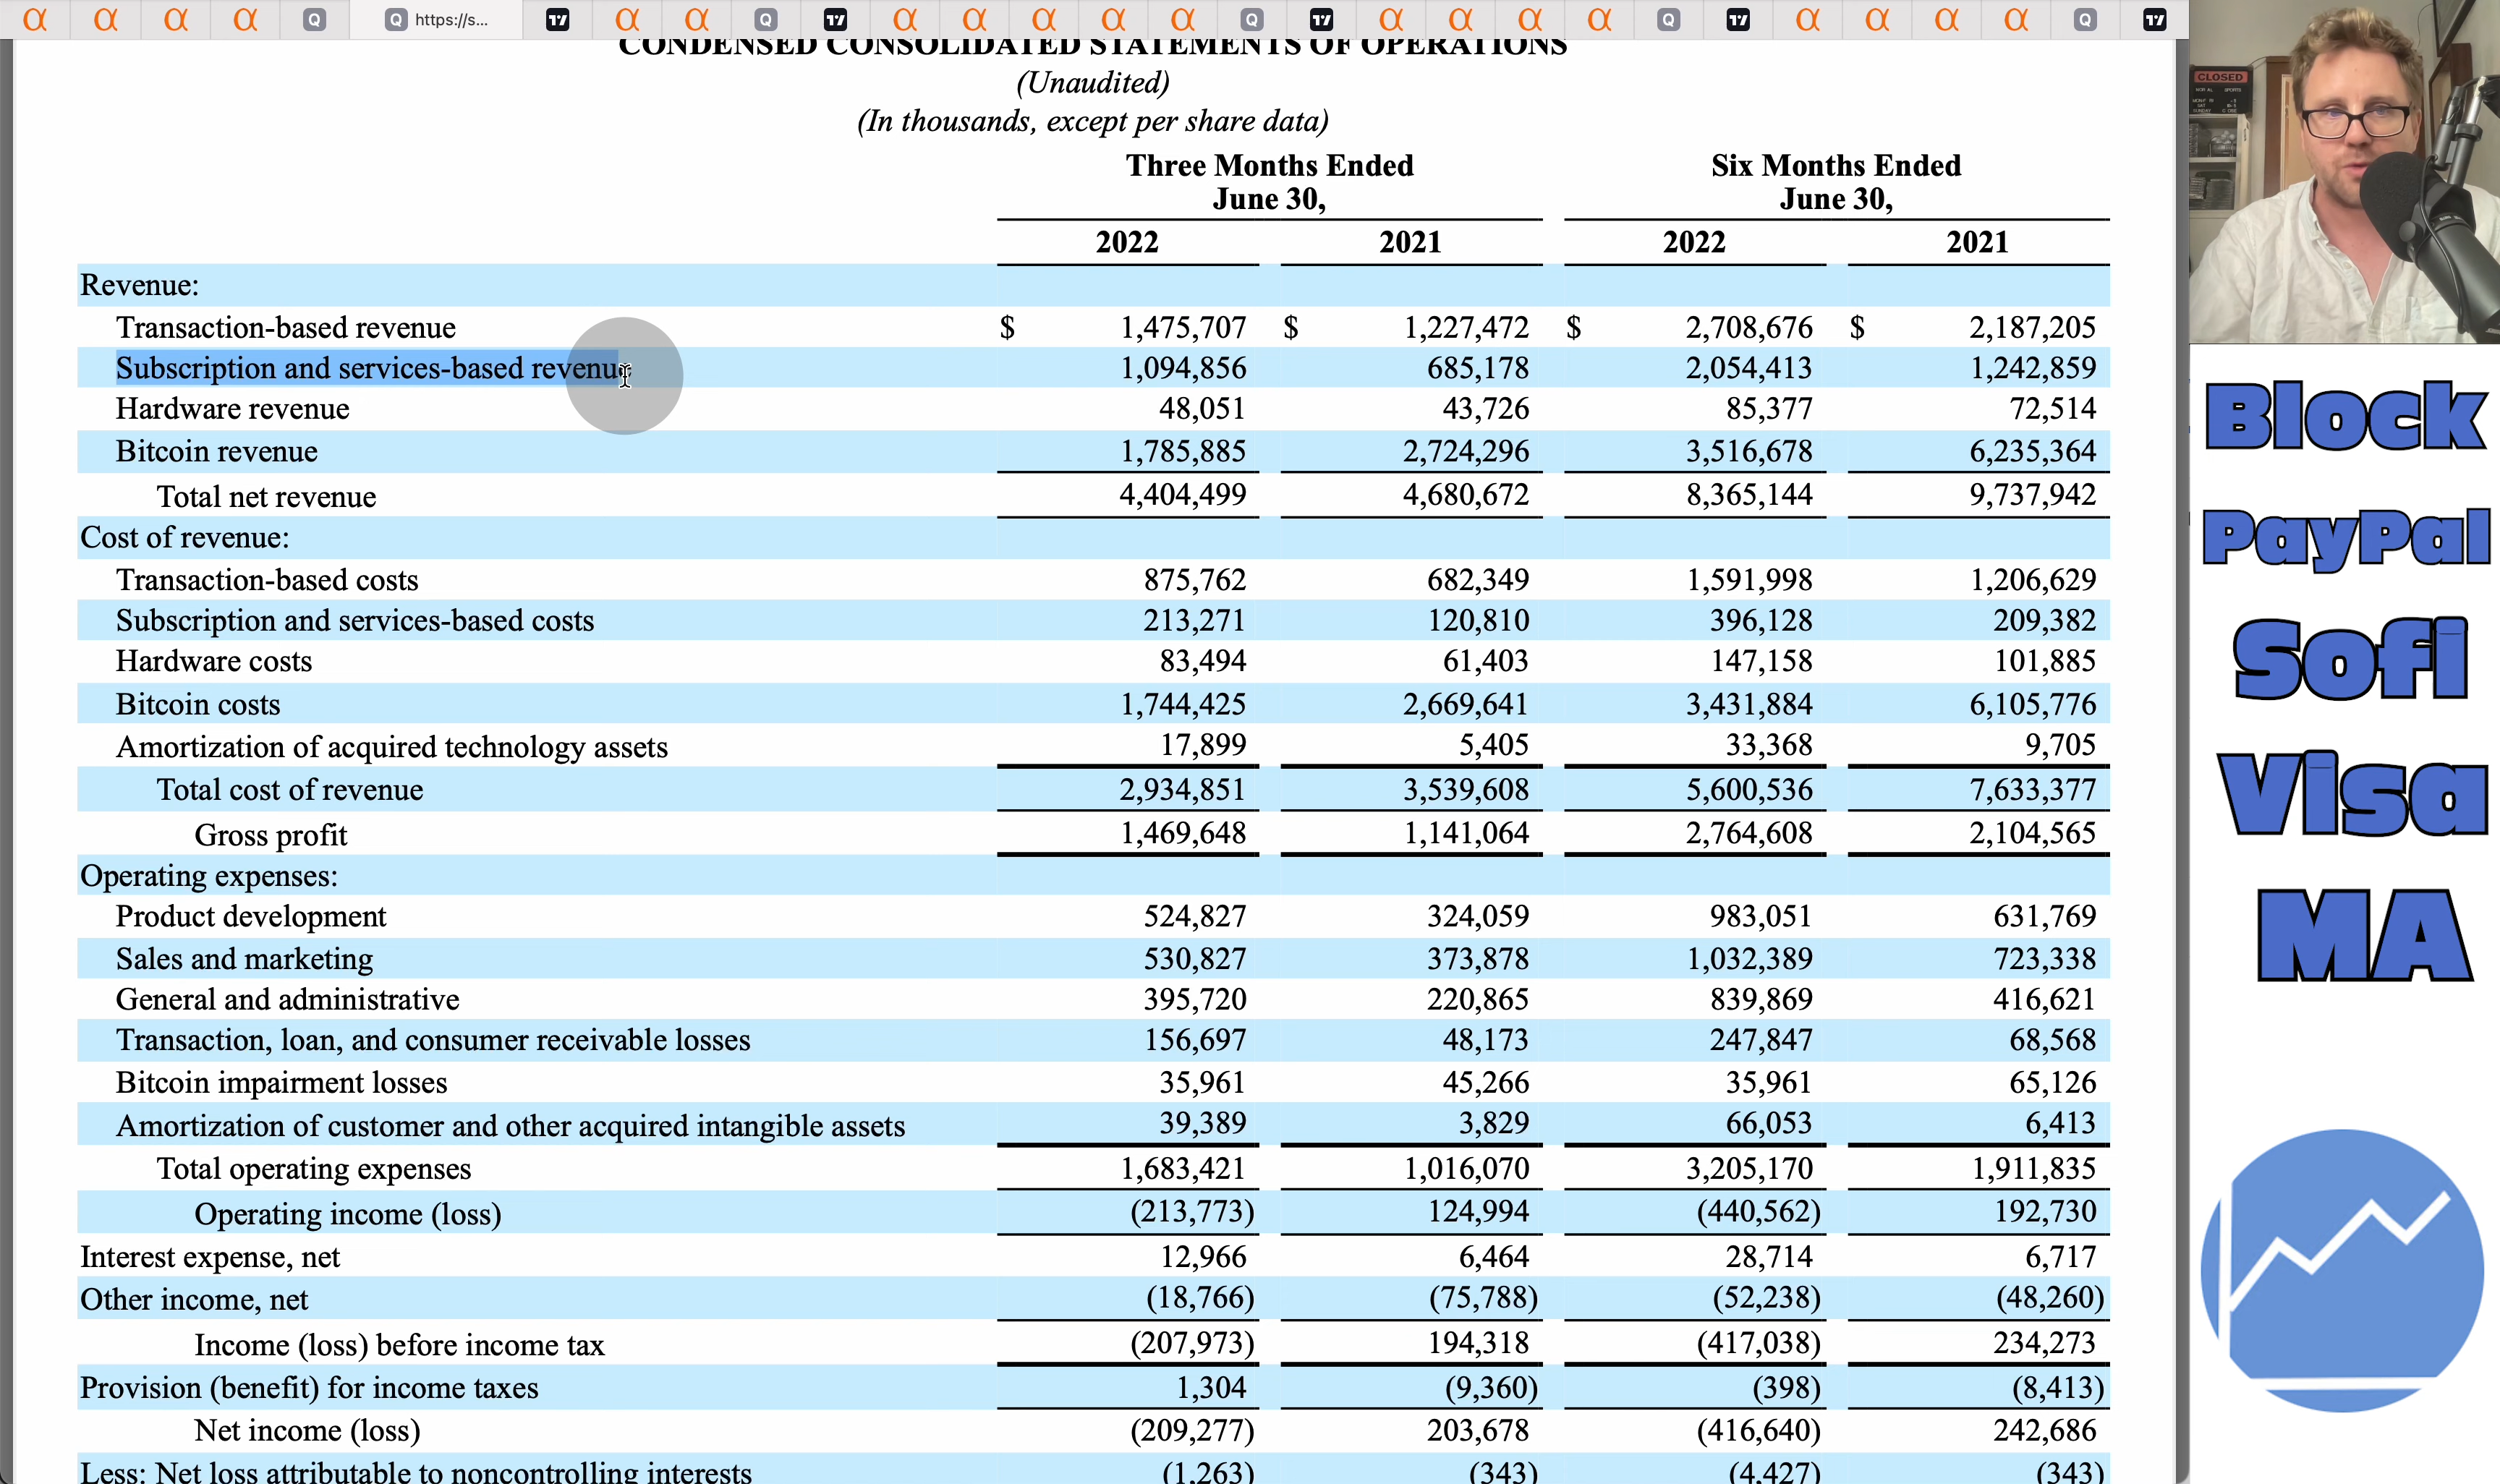 https://s...
CONDENSED CONSOLIDATED STATEMENTS OF OPERATIONS
(Unaudited)
(In thousands, except per share data)
Three Months Ended June 30, Six Months Ended June 30,
2022 2021 2022 2021
Revenue:
Transaction-based revenue $ 1,475,707 $ 1,227,472 $ 2,708,676 $ 2,187,205
Subscription and services-based revenue 1,094,856 685,178 2,054,413 1,242,859
Hardware revenue 48,051 43,726 85,377 72,514
Bitcoin revenue 1,785,885 2,724,296 3,516,678 6,235,364
Total net revenue 4,404,499 4,680,672 8,365,144 9,737,942
Cost of revenue:
Transaction-based costs 875,762 682,349 1,591,998 1,206,629
Subscription and services-based costs 213,271 120,810 396,128 209,382
Hardware costs 83,494 61,403 147,158 101,885
Bitcoin costs 1,744,425 2,669,641 3,431,884 6,105,776
Amortization of acquired technology assets 17,899 5,405 33,368 9,705
Total cost of revenue 2,934,851 3,539,608 5,600,536 7,633,377
Gross profit 1,469,648 1,141,064 2,764,608 2,104,565
Operating expenses:
Product development 524,827 324,059 983,051 631,769
Sales and marketing 530,827 373,878 1,032,389 723,338
General and administrative 395,720 220,865 839,869 416,621
Transaction, loan, and consumer receivable losses 156,697 48,173 247,847 68,568
Bitcoin impairment losses 35,961 45,266 35,961 65,126
Amortization of customer and other acquired intangible assets 39,389 3,829 66,053 6,413
Total operating expenses 1,683,421 1,016,070 3,205,170 1,911,835
Operating income (loss) (213,773) 124,994 (440,562) 192,730
Interest expense, net 12,966 6,464 28,714 6,717
Other income, net (18,766) (75,788) (52,238) (48,260)
Income (loss) before income tax (207,973) 194,318 (417,038) 234,273
Provision (benefit) for income taxes 1,304 (9,360) (398) (8,413)
Net income (loss) (209,277) 203,678 (416,640) 242,686
Less: Net loss attributable to noncontrolling interests (1,263) (343) (4,427) (343)
CLOSED
Block
PayPal
Sofi
Visa
MA